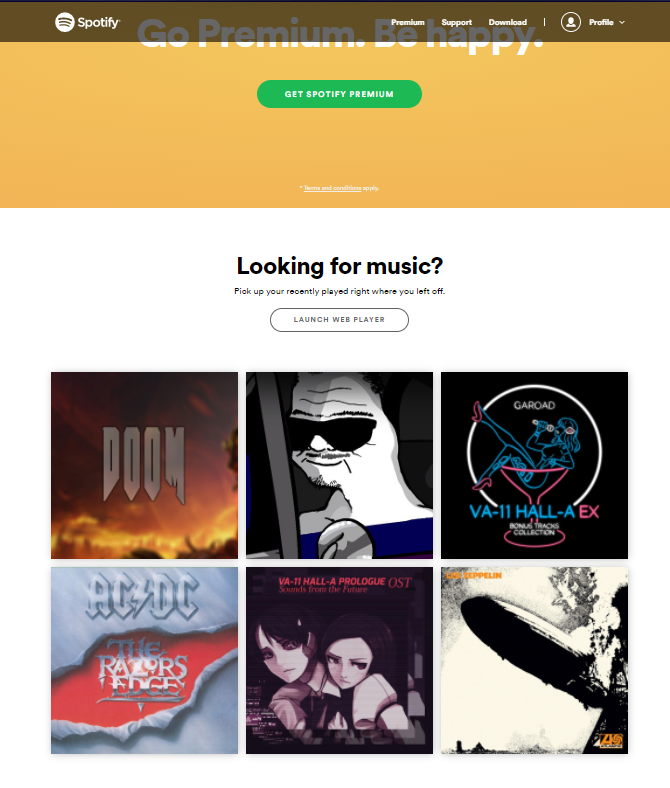 Spotify
Premium
Support
Download
Profile
Go Premium. Be happy.
GET SPOTIFY PREMIUM
* Terms and conditions apply.
Looking for music?
Pick up your recently played right where you left off.
LAUNCH WEB PLAYER
DOOM
GAROAD
VA-11 HALL-A EX
BONUS TRACKS
COLLECTION
AC/DC
THE
RAZORS
EDGE
VA-11 HALL-A PROLOGUE OST
Sounds from the Future
LED ZEPPELIN